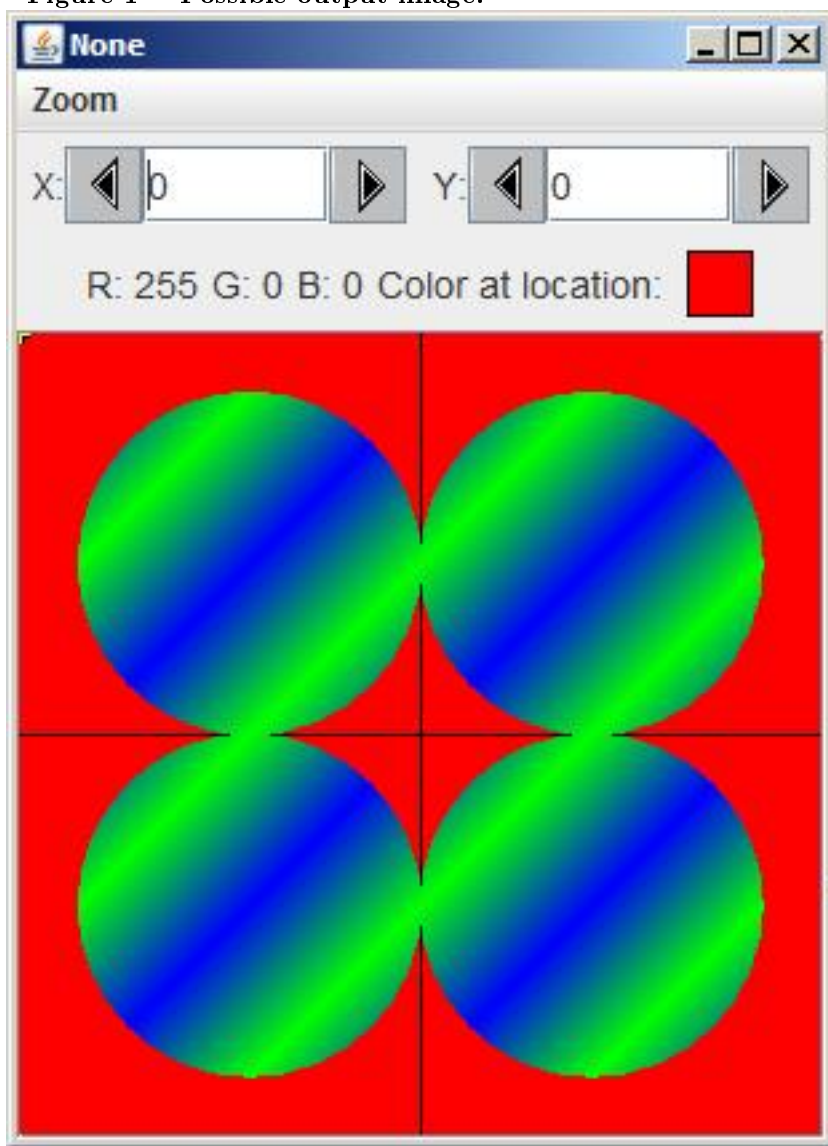 Figure 1 - Possible output image.
None
Zoom
X: 0 Y: 0
R: 255 G: 0 B: 0 Color at location: